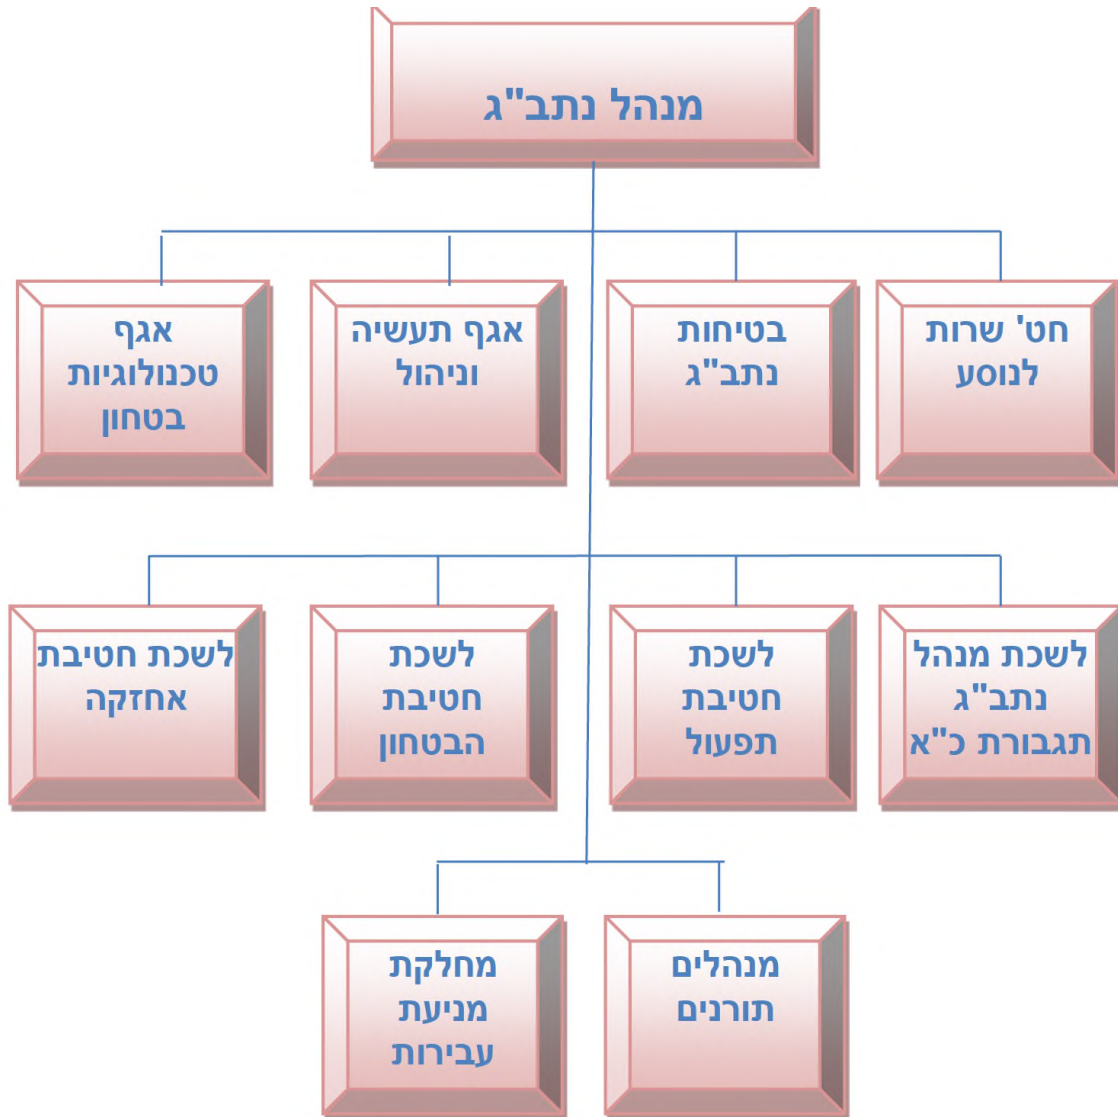 מנהל נתב"ג
חט' שרות
לנוסע
בטיחות
נתב"ג
אגף תעשיה
וניהול
אגף
טכנולוגיות
בטחון
לשכת מנהל
נתב"ג
תגבורת כ"א
לשכת
חטיבת
תפעול
לשכת
חטיבת
הבטחון
לשכת חטיבת
אחזקה
מנהלים
תורנים
מחלקת
מניעת
עבירות